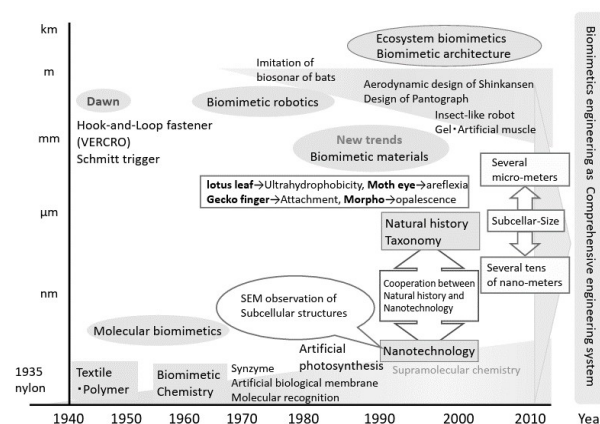 km
Ecosystem biomimetics
Biomimetic architecture
m
Imitation of
biosonar of bats
Aerodynamic design of Shinkansen
Design of Pantograph
Dawn
Biomimetic robotics
Insect-like robot
Gel・Artificial muscle
Hook-and-Loop fastener
(VERCRO)
Schmitt trigger
mm
New trends
Biomimetic materials
Several
micro-meters
lotus leaf→Ultrahydrophobicity, Moth eye→areflexia
Gecko finger→Attachment, Morpho→opalescence
μm
Natural history
Taxonomy
Subcellar-Size
Several tens
of nano-meters
nm
Cooperation between
Natural history and
Nanotechnology
SEM observation of
Subcellular structures
Molecular biomimetics
Artificial
photosynthesis
Nanotechnology
1935
nylon
Textile
・Polymer
Biomimetic
Chemistry
Synzyme
Artificial biological membrane
Molecular recognition
Supramolecular chemistry
1940 1950 1960 1970 1980 1990 2000 2010 Yea
Biomimetics engineering as Comprehensive engineering system